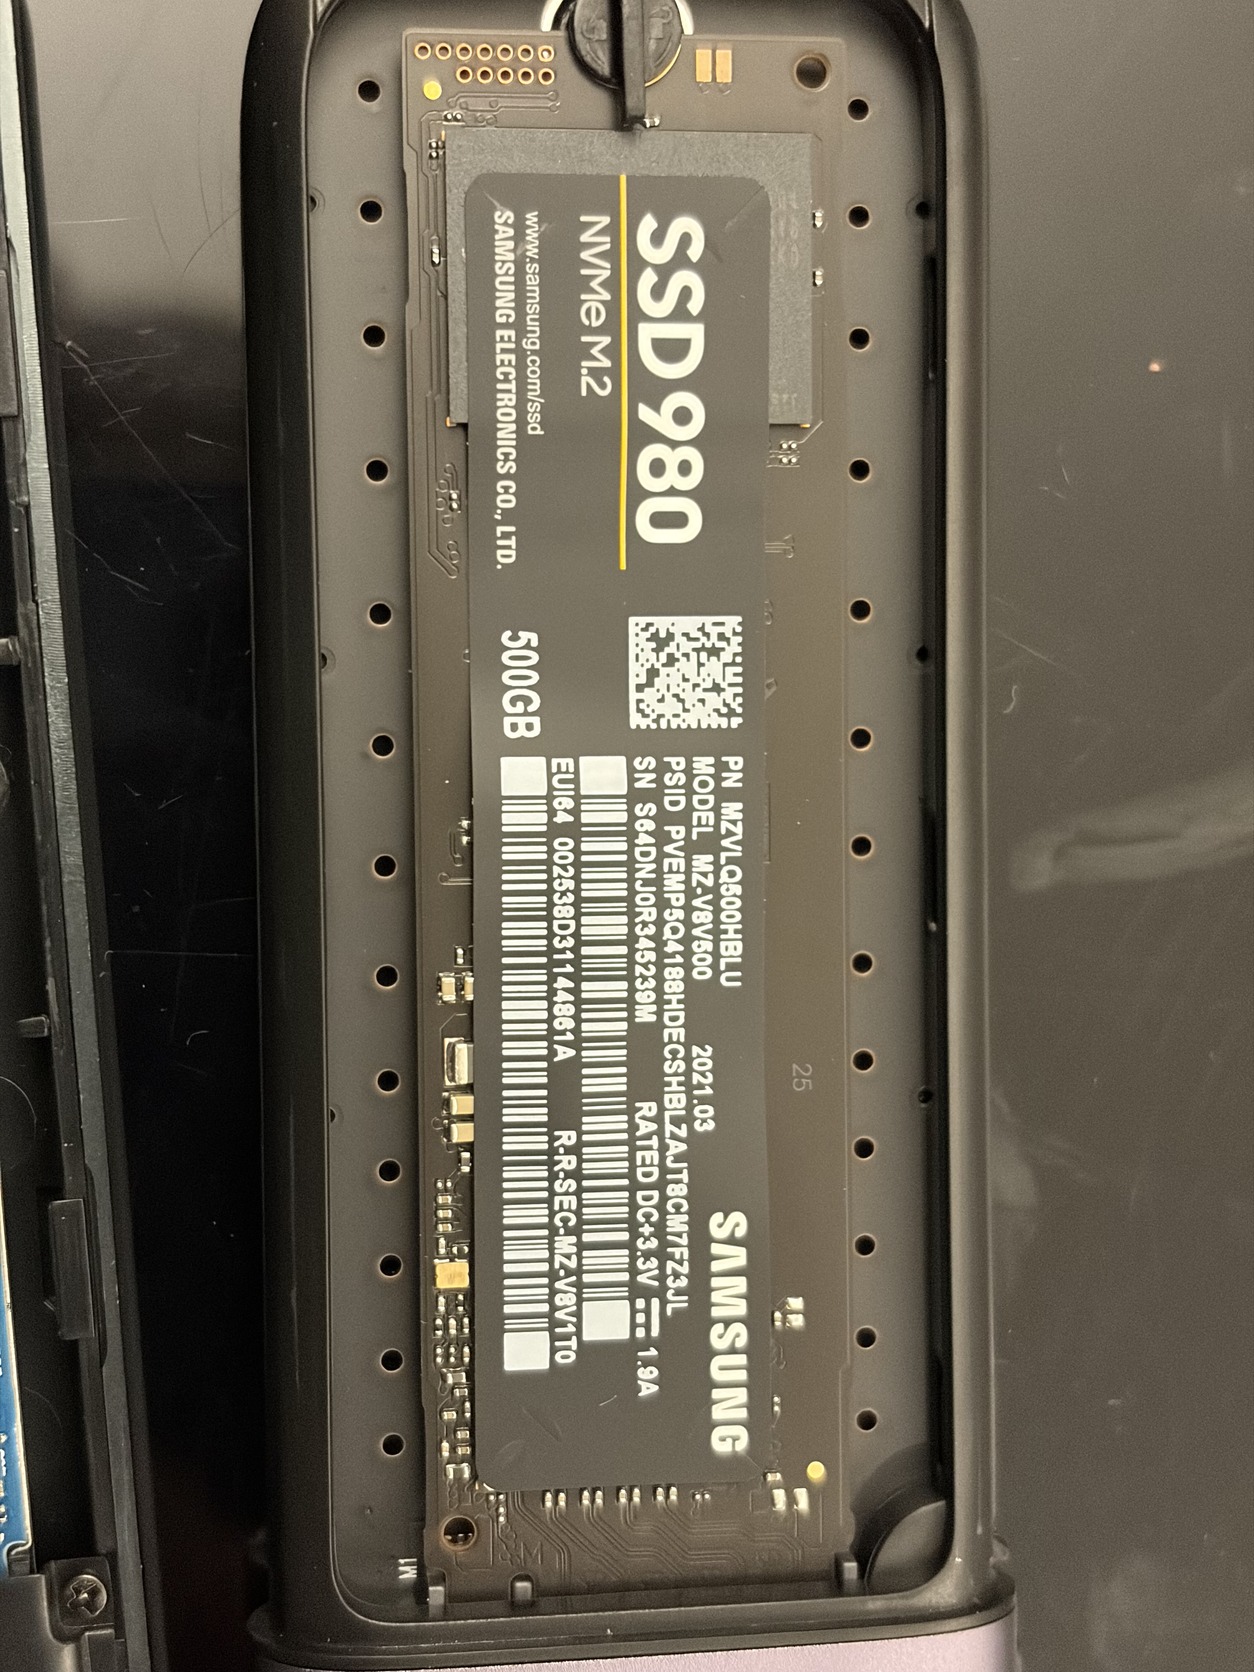 SSD 980
NVMe M.2
www.samsung.com/ssd
SAMSUNG ELECTRONICS CO., LTD.
500GB
PN MZVLQ500HBLU
MODEL MZ-V8V500 2021.03
PSID PVEMP5Q4188HDECSHBLZAJT8CM7FZ3JL
SN S64DNJ0R345239M RATED DC+3.3V 1.9A
EUI64 002538D31144861A R.R-SEC-MZ-V8V1T0
SAMSUNG
25